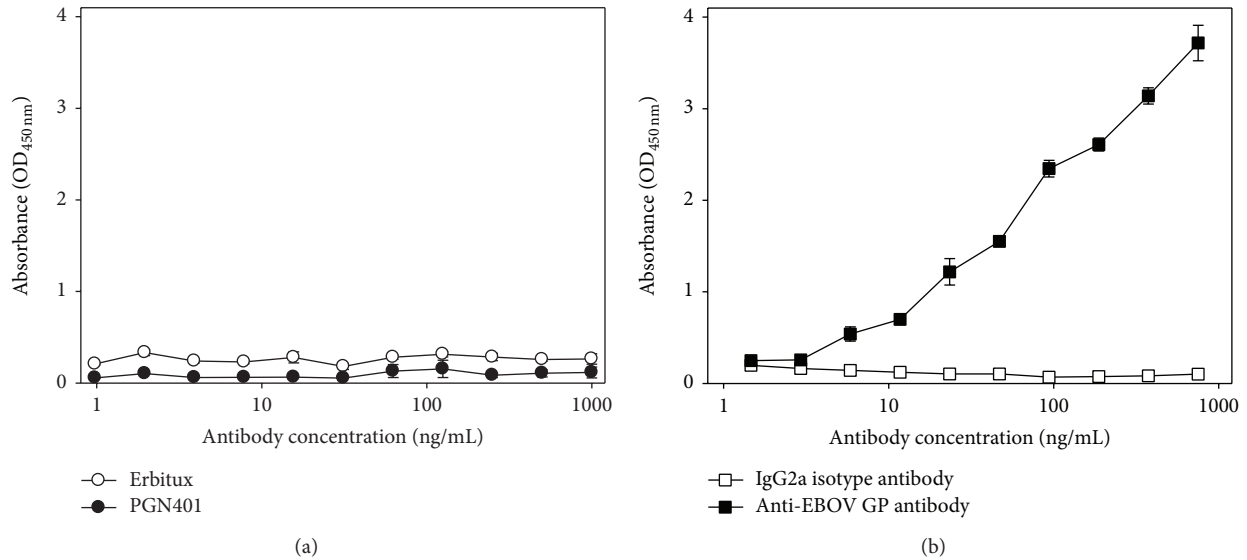 4
3
2
1
0
Absorbance (OD450 nm)
1
10
100
1000
Antibody concentration (ng/mL)
Erbitux
PGN401
(a)
4
3
2
1
0
Absorbance (OD450 nm)
1
10
100
1000
Antibody concentration (ng/mL)
IgG2a isotype antibody
Anti-EBOV GP antibody
(b)